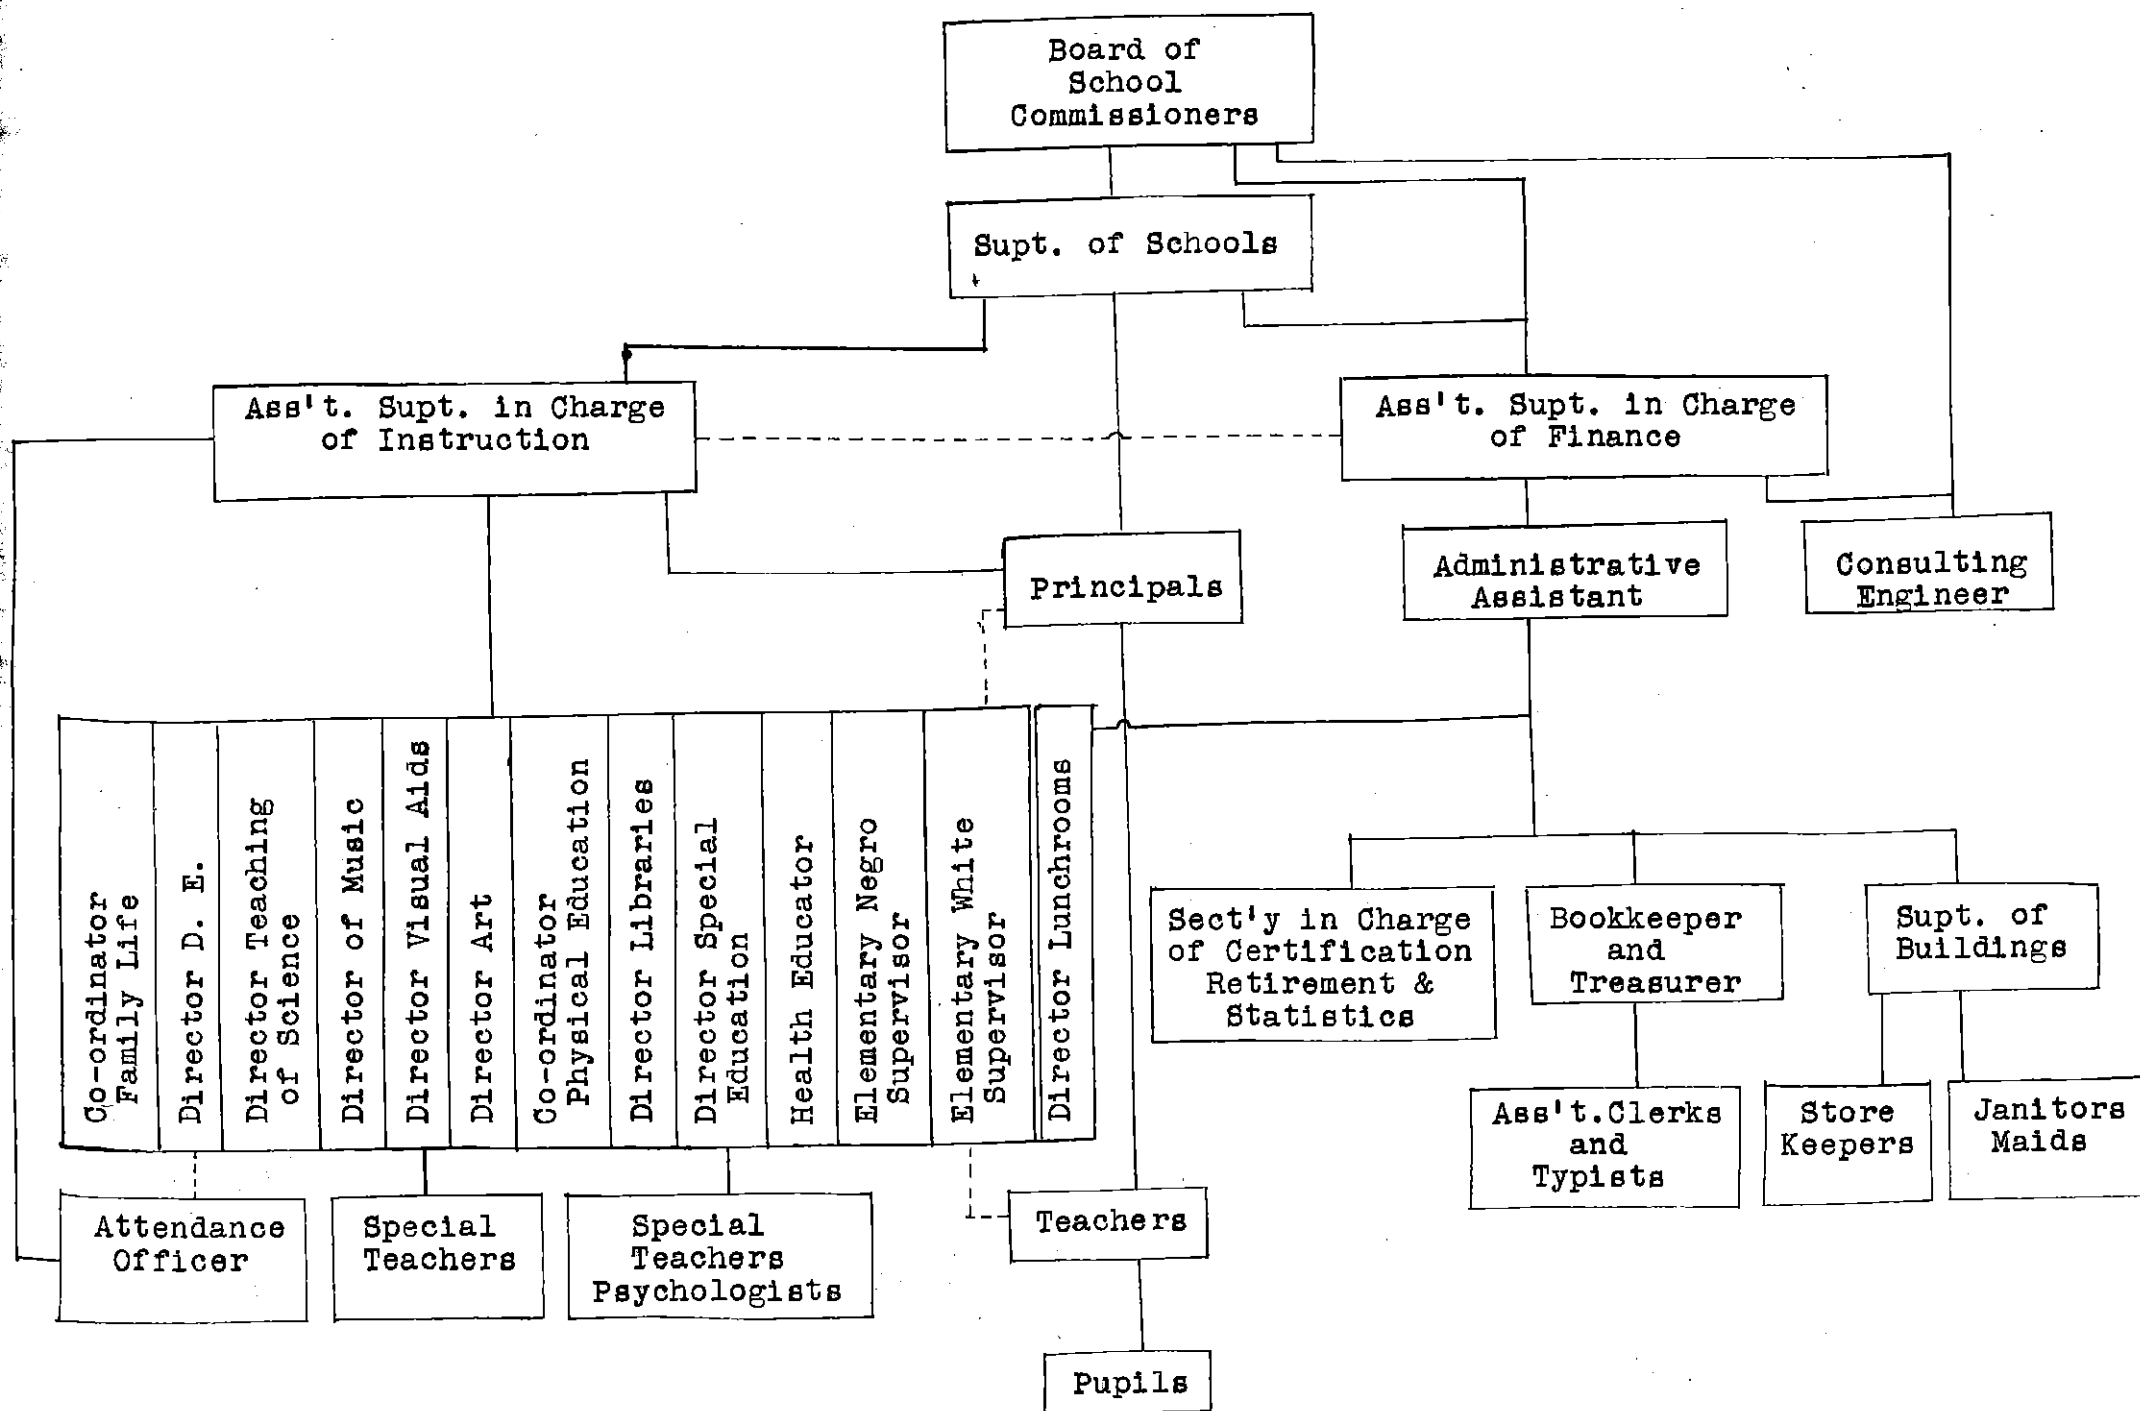 Board of
School
Commissioners
Supt. of Schools
Ass't. Supt. in Charge
of Instruction
Ass't. Supt. in Charge
of Finance
Principals
Administrative
Assistant
Consulting
Engineer
Co-ordinator
Family Life
Director D. E.
Director Teaching
of Science
Director of Music
Director Visual Aids
Director Art
Co-ordinator
Physical Education
Director Libraries
Director Special
Education
Health Educator
Elementary Negro
Supervisor
Elementary White
Supervisor
Director Lunchrooms
Sect'y in Charge
of Certification
Retirement &
Statistics
Bookkeeper
and
Treasurer
Supt. of
Buildings
Ass't.Clerks
and
Typists
Store
Keepers
Janitors
Maids
Attendance
Officer
Special
Teachers
Special
Teachers
Psychologists
Teachers
Pupils